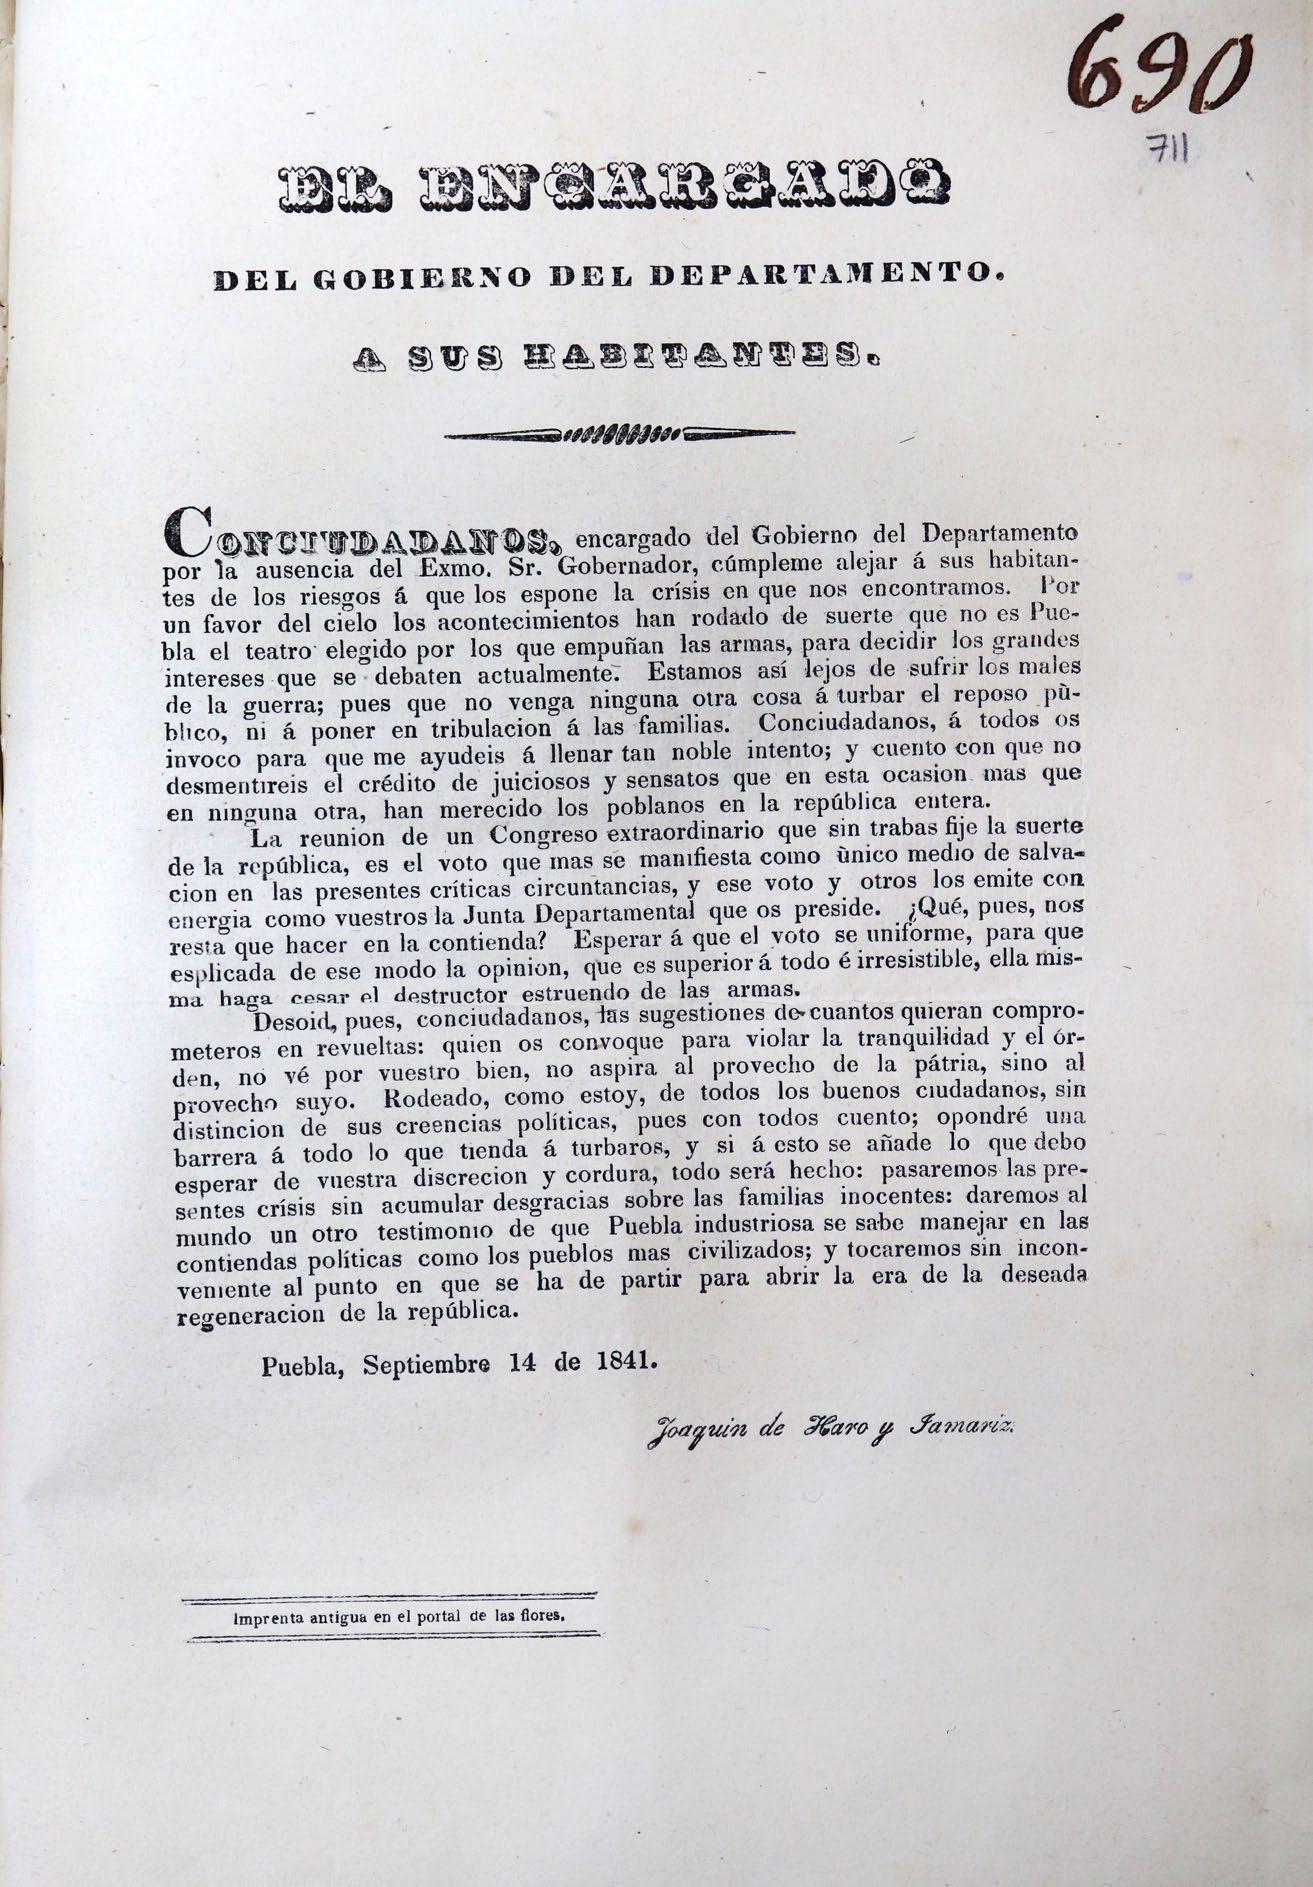 690
711
EL ENCARGADO
DEL GOBIERNO DEL DEPARTAMENTO.
A SUS HABITANTES.
CONCIUDADANOS, encargado del Gobierno del Departamento
por la ausencia del Exmo. Sr. Gobernador, cúmpleme alejar á sus habitan-
tes de los riesgos á que los espone la crísis en que nos encontramos. Por
un favor del cielo los acontecimientos han rodado de suerte que no es Pue-
bla el teatro elegido por los que empuñan las armas, para decidir los grandes
intereses que se debaten actualmente. Estamos así lejos de sufrir los males
de la guerra; pues que no venga ninguna otra cosa á turbar el reposo pù-
blico, ni á poner en tribulacion á las familias. Conciudadanos, á todos os
invoco para que me ayudeis á llenar tan noble intento; y cuento con que no
desmentireis el crédito de juiciosos y sensatos que en esta ocasion mas que
en ninguna otra, han merecido los poblanos en la república entera.
La reunion de un Congreso extraordinario que sin trabas fije la suerte
de la república, es el voto que mas se manifiesta como ùnico medio de salva-
cion en las presentes críticas circuntancias, y ese voto y otros los emite con
energia como vuestros la Junta Departamental que os preside. ¿Qué, pues, nos
resta que hacer en la contienda? Esperar á que el voto se uniforme, para que
esplicada de ese modo la opinion, que es superior á todo é irresistible, ella mis-
ma haga cesar el destructor estruendo de las armas.
Desoid, pues, conciudadanos, las sugestiones de cuantos quieran compro-
meteros en revueltas: quien os convoque para violar la tranquilidad y el ór-
den, no vé por vuestro bien, no aspira al provecho de la pátria, sino al
provecho suyo. Rodeado, como estoy, de todos los buenos ciudadanos, sin
distincion de sus creencias políticas, pues con todos cuento; opondré una
barrera á todo lo que tienda á turbaros, y si á esto se añade lo que debo
esperar de vuestra discrecion y cordura, todo será hecho: pasaremos las pre-
sentes crísis sin acumular desgracias sobre las familias inocentes: daremos al
mundo un otro testimonio de que Puebla industriosa se sabe manejar en las
contiendas políticas como los pueblos mas civilizados; y tocaremos sin incon-
veniente al punto en que se ha de partir para abrir la era de la deseada
regeneracion de la república.
Puebla, Septiembre 14 de 1841.
Joaquin de Haro y Tamariz.
Imprenta antigua en el portal de las flores.